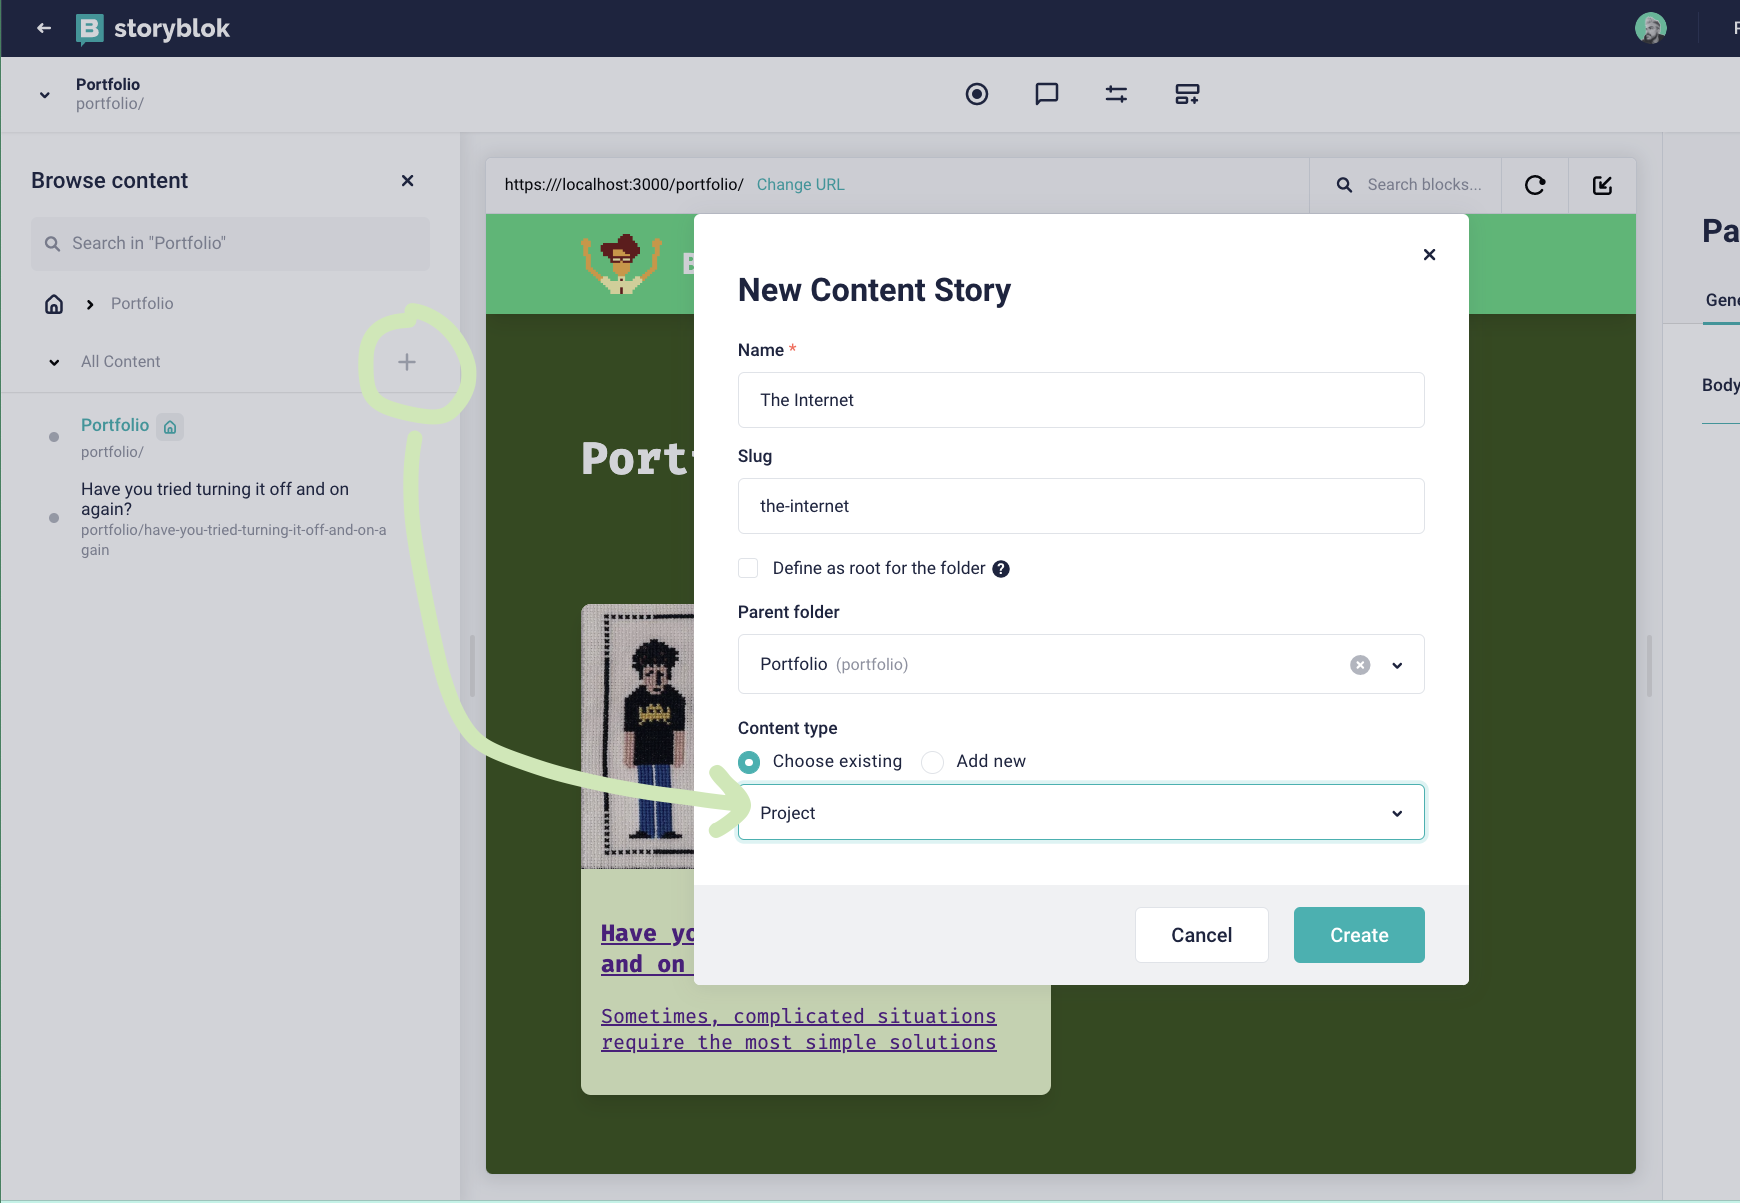 storyblok
P
Portfolio
portfolio/
Browse content
Search in "Portfolio"
Portfolio
All Content
Portfolio
portfolio/
Have you tried turning it off and on
again?
portfolio/have-you-tried-turning-it-off-and-on-a
gain
https:///localhost:3000/portfolio/ Change URL
Search blocks...
B
Portf
Have yo
and on
Sometimes, complicated situations
require the most simple solutions
New Content Story
Name *
The Internet
Slug
the-internet
Define as root for the folder ?
Parent folder
Portfolio (portfolio)
Content type
Choose existing Add new
Project
Cancel Create
Pa
Gene
Body